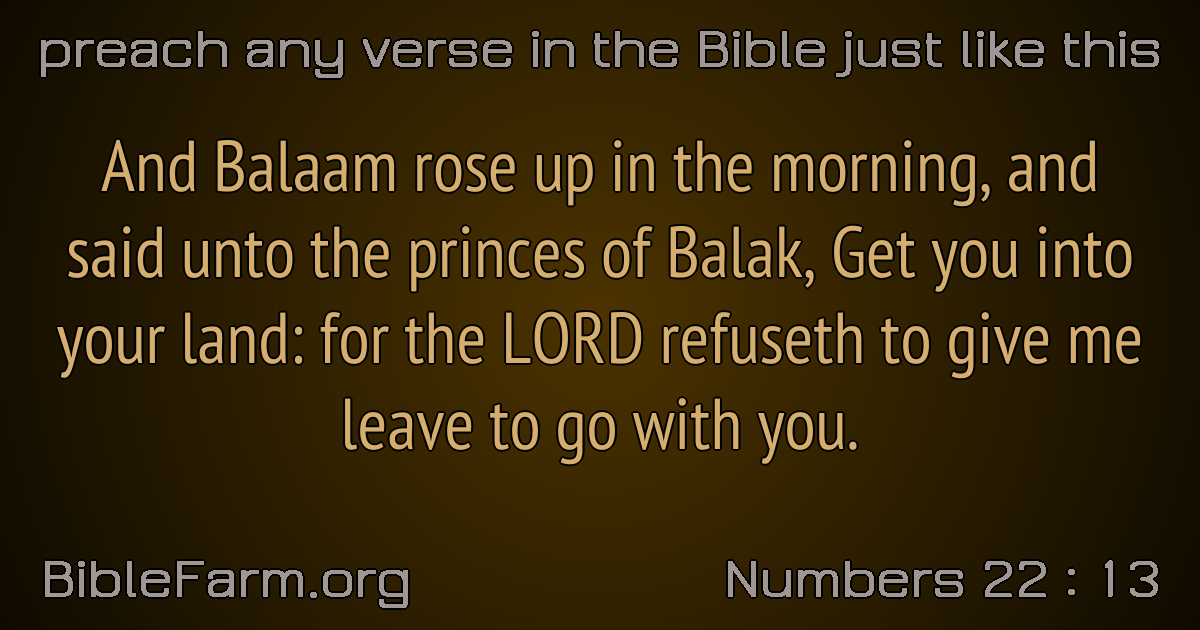 preach any verse in the Bible just like this
And Balaam rose up in the morning, and
said unto the princes of Balak, Get you into
your land: for the LORD refuseth to give me
leave to go with you.
BibleFarm.org
Numbers 22 : 13